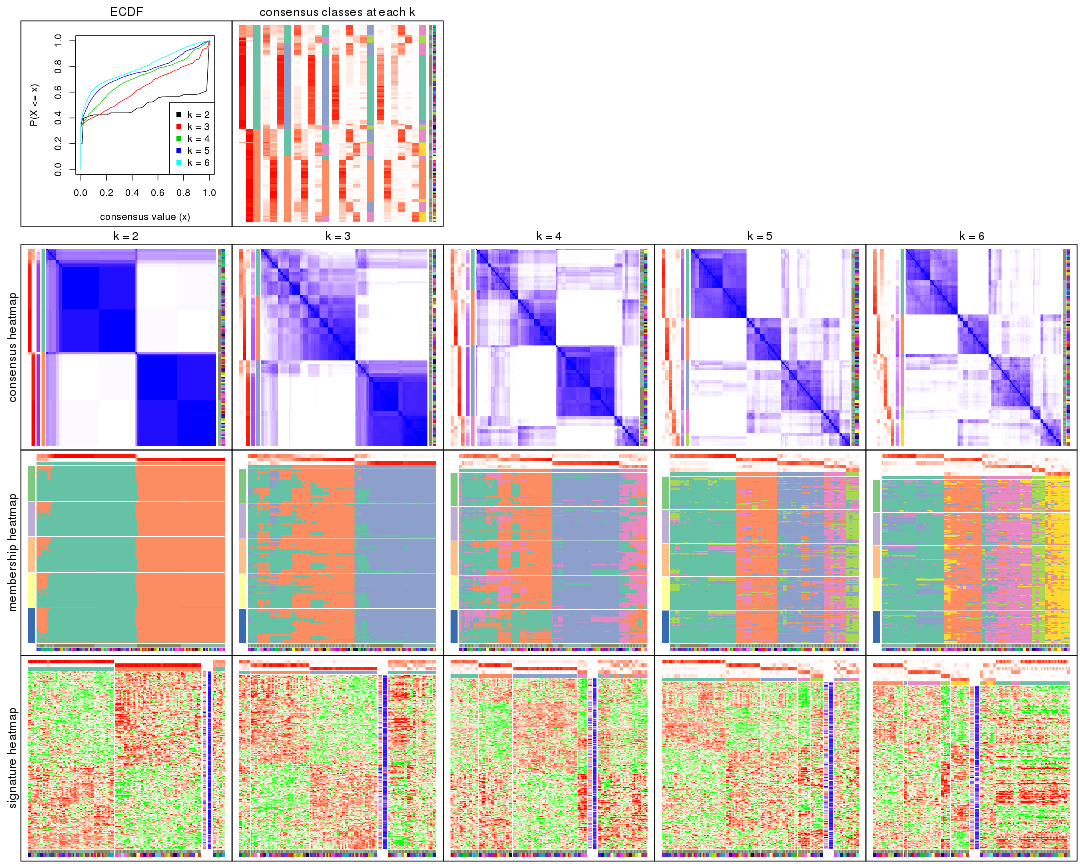 ECDF
consensus classes at each k
P(X <= x)
0.0 0.2 0.4 0.6 0.8 1.0
k = 2
k = 3
k = 4
k = 5
k = 6
0.0 0.2 0.4 0.6 0.8 1.0
consensus value (x)
k = 2 k = 3 k = 4 k = 5 k = 6
consensus heatmap
membership heatmap
signature heatmap